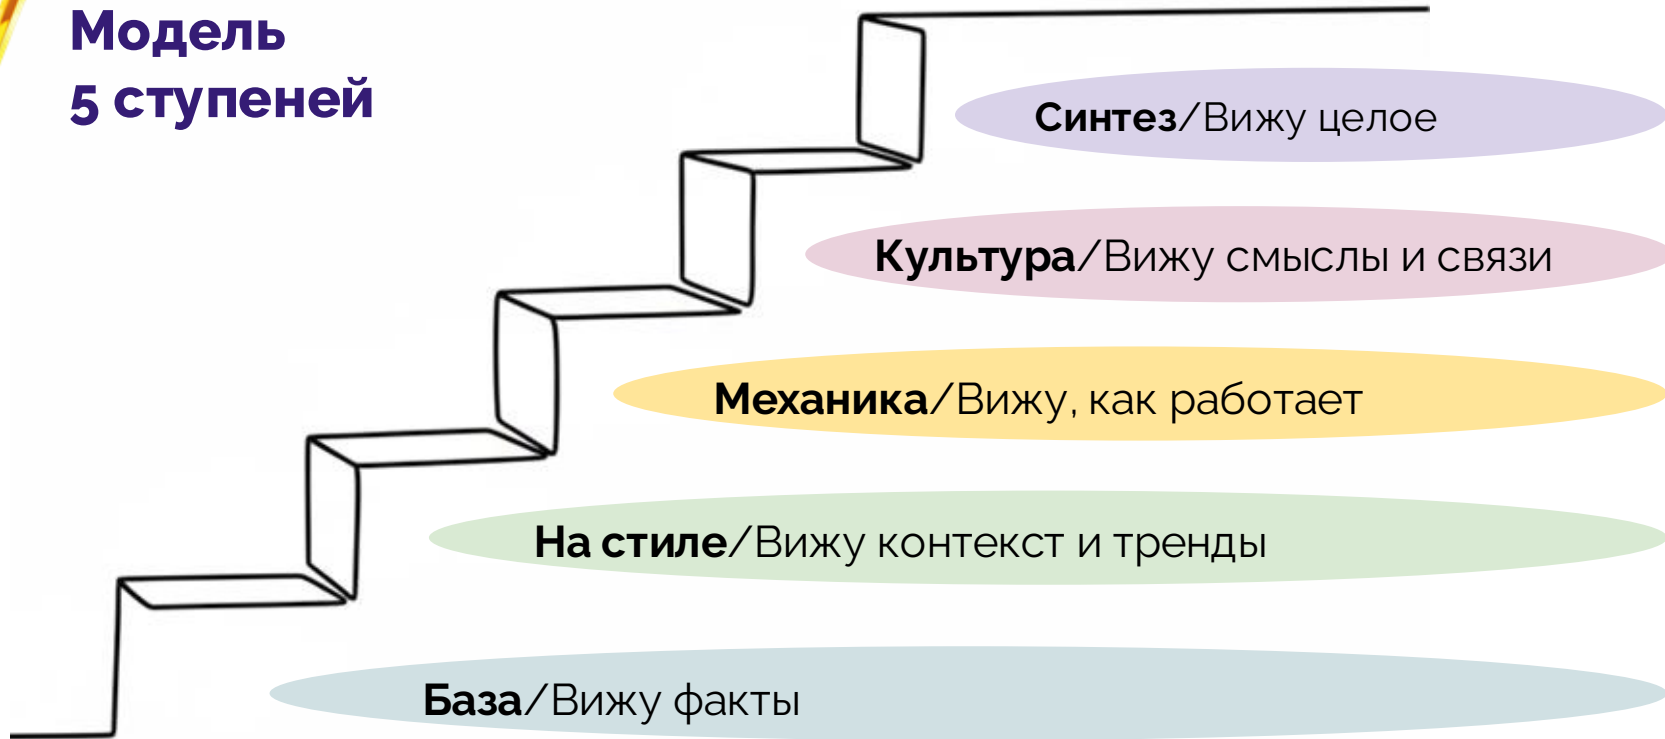 Модель
5 ступеней
Синтез/Вижу целое
Культура/Вижу смыслы и связи
Механика/Вижу, как работает
На стиле/Вижу контекст и тренды
База/Вижу факты